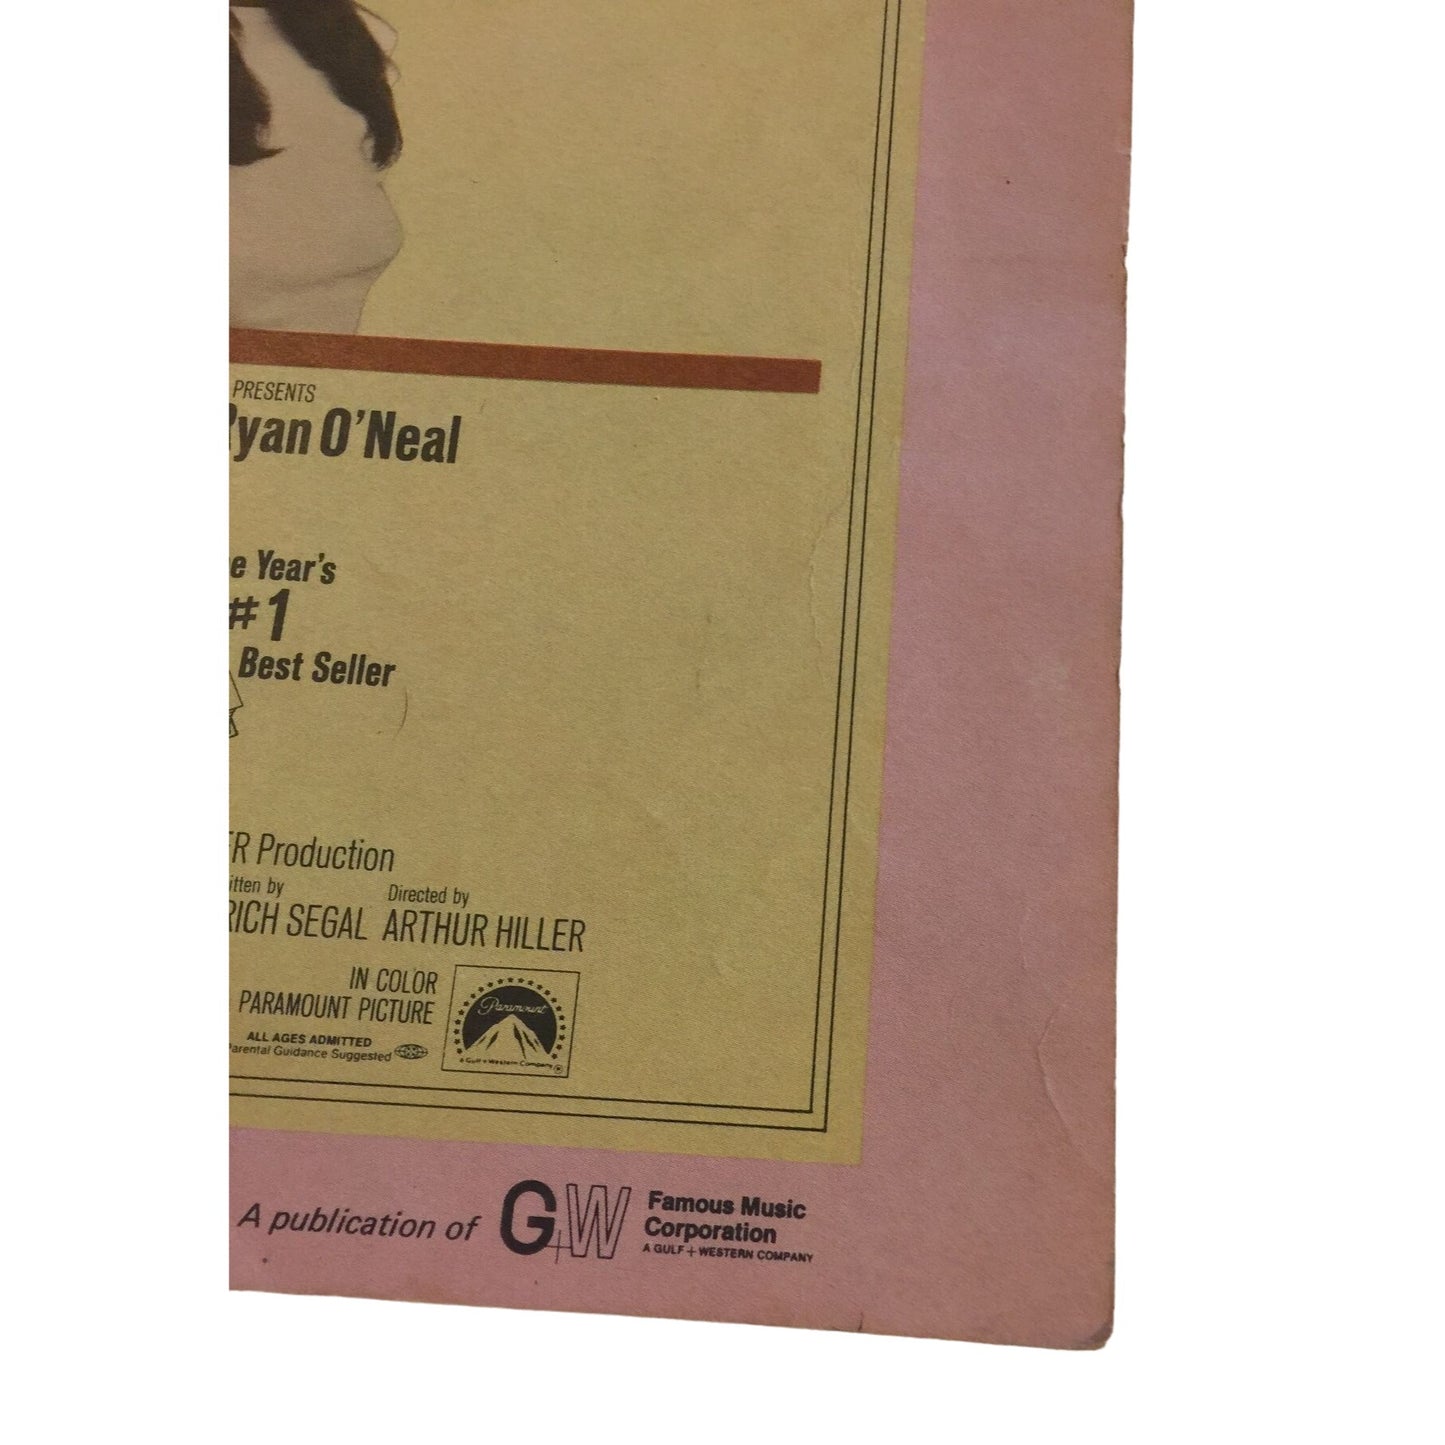 PRESENTS
Ryan O'Neal
e Year's
#1
Best Seller
ER Production
itten by
Directed by
RICH SEGAL ARTHUR HILLER
IN COLOR
PARAMOUNT PICTURE
ALL AGES ADMITTED
Parental Guidance Suggested
Paramount
A Gulf + Western Company
®
A publication of G+W Famous Music
Corporation
A GULF + WESTERN COMPANY